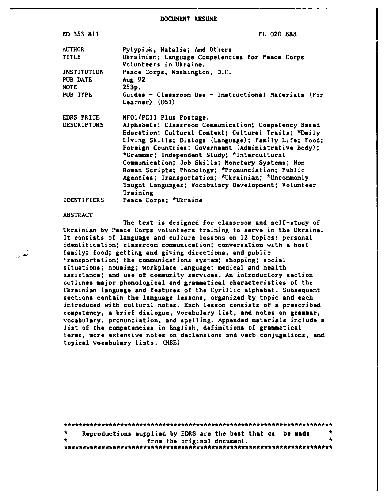 DOCUMENT RESUME
ED 353 811
FL 020 888
AUTHOR Pylypiuk, Natalie; And Others
TITLE Ukrainian; Language Competencies for Peace Corps
Volunteers in Ukraine.
INSTITUTION Peace Corps, Washington, D.C.
PUB DATE Aug 92
NOTE 253p.
PUB TYPE Guides - Classroom Use - Instructional Materials (For
Learner) (051)
EDRS PRICE MF01/PC11 Plus Postage.
DESCRIPTORS Alphabets; Classroom Communication; Competency Based
Education; Cultural Context; Cultural Traits; *Daily
Living Skills; Dialogs (Language); Family Life; Food;
Foreign Countries; Government (Administrative Body);
*Grammar; Independent Study; *Intercultural
Communication; Job Skills; Monetary Systems; Non
Roman Scripts; Phonology; *Pronunciation; Public
Agencies; Transportation; *Ukrainian; *Uncommonly
Taught Languages; Vocabulary Development; Volunteer
Training
IDENTIFIERS Peace Corps; *Ukraine
ABSTRACT
The text is designed for classroom and self-study of
Ukrainian by Peace Corps volunteers training to serve in the Ukraine.
It consists of language and culture lessons on 12 topics: personal
identification; classroom communication; conversation with a host
family; food; getting and giving directions, and public
transportation; the communications system; shopping; social
situations; housing; workplace language; medical and health
assistance; and use of community services. An introductory section
outlines major phonological and grammatical characteristics of the
Ukrainian language and features of the Cyrillic alphabet. Subsequent
sections contain the language lessons, organized by topic and each
introduced with cultural notes. Each lesson consists of a prescribed
competency, a brief dialogue, vocabulary list, and notes on grammar,
vocabulary, pronunciation, and spelling. Appended materials include a
list of the competencies in English, definitions of grammatical
terms, more extensive notes on declensions and verb conjugations, and
topical vocabulary lists. (MSE)
***********************************************************************
* Reproductions supplied by EDRS are the best that can be made *
* from the original document. *
***********************************************************************